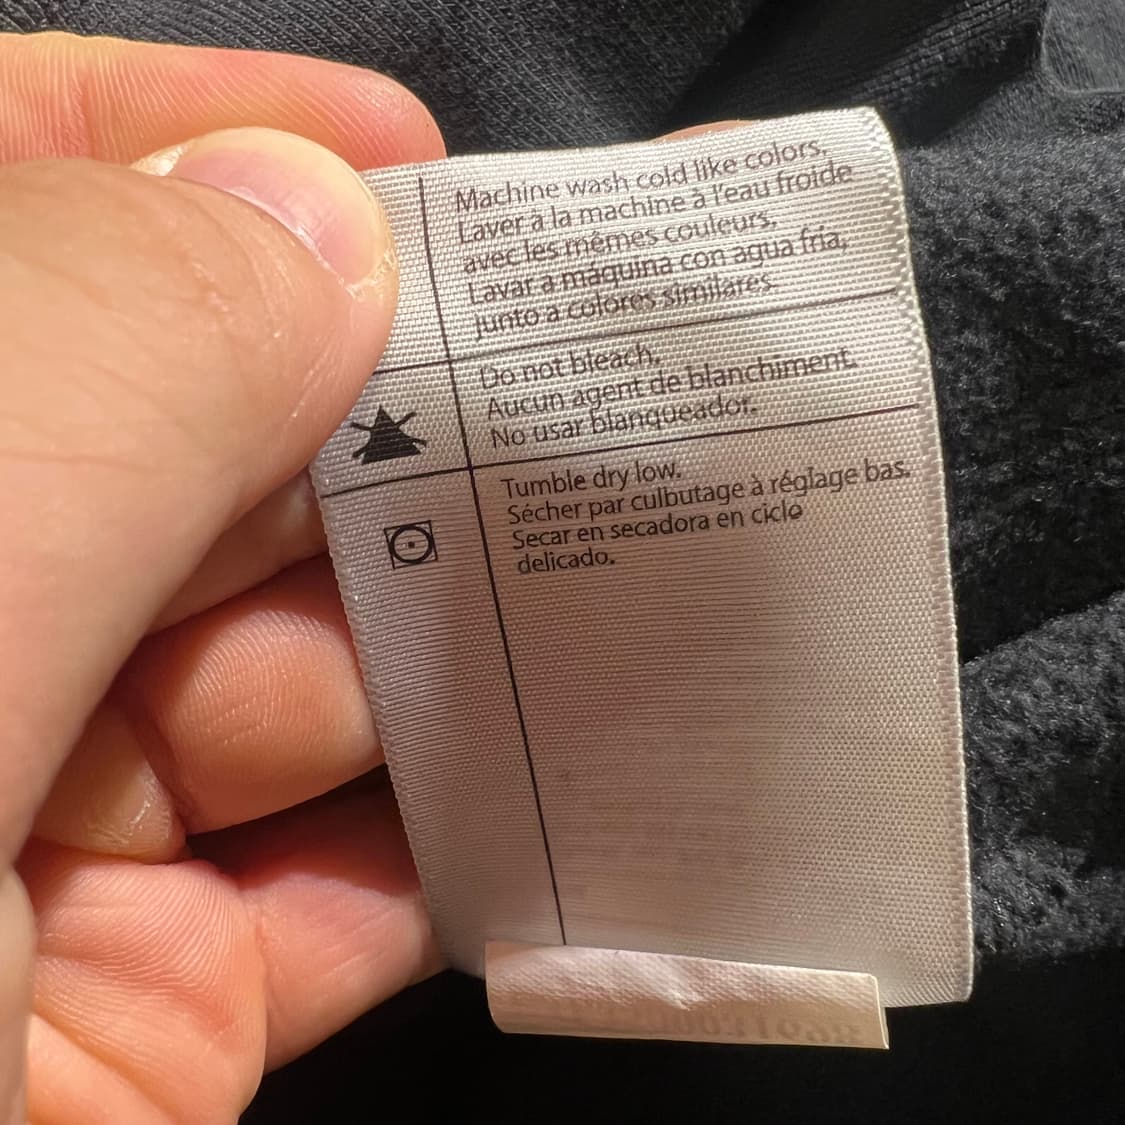 Machine wash cold like colors.
Laver à la machine à l'eau froide
avec les mêmes couleurs.
Lavar a maquina con agua fria,
junto a colores similares.
Do not bleach.
Aucun agent de blanchiment.
No usar blanqueador.
Tumble dry low.
Sécher par culbutage à réglage bas.
Secar en secadora en ciclo
delicado.